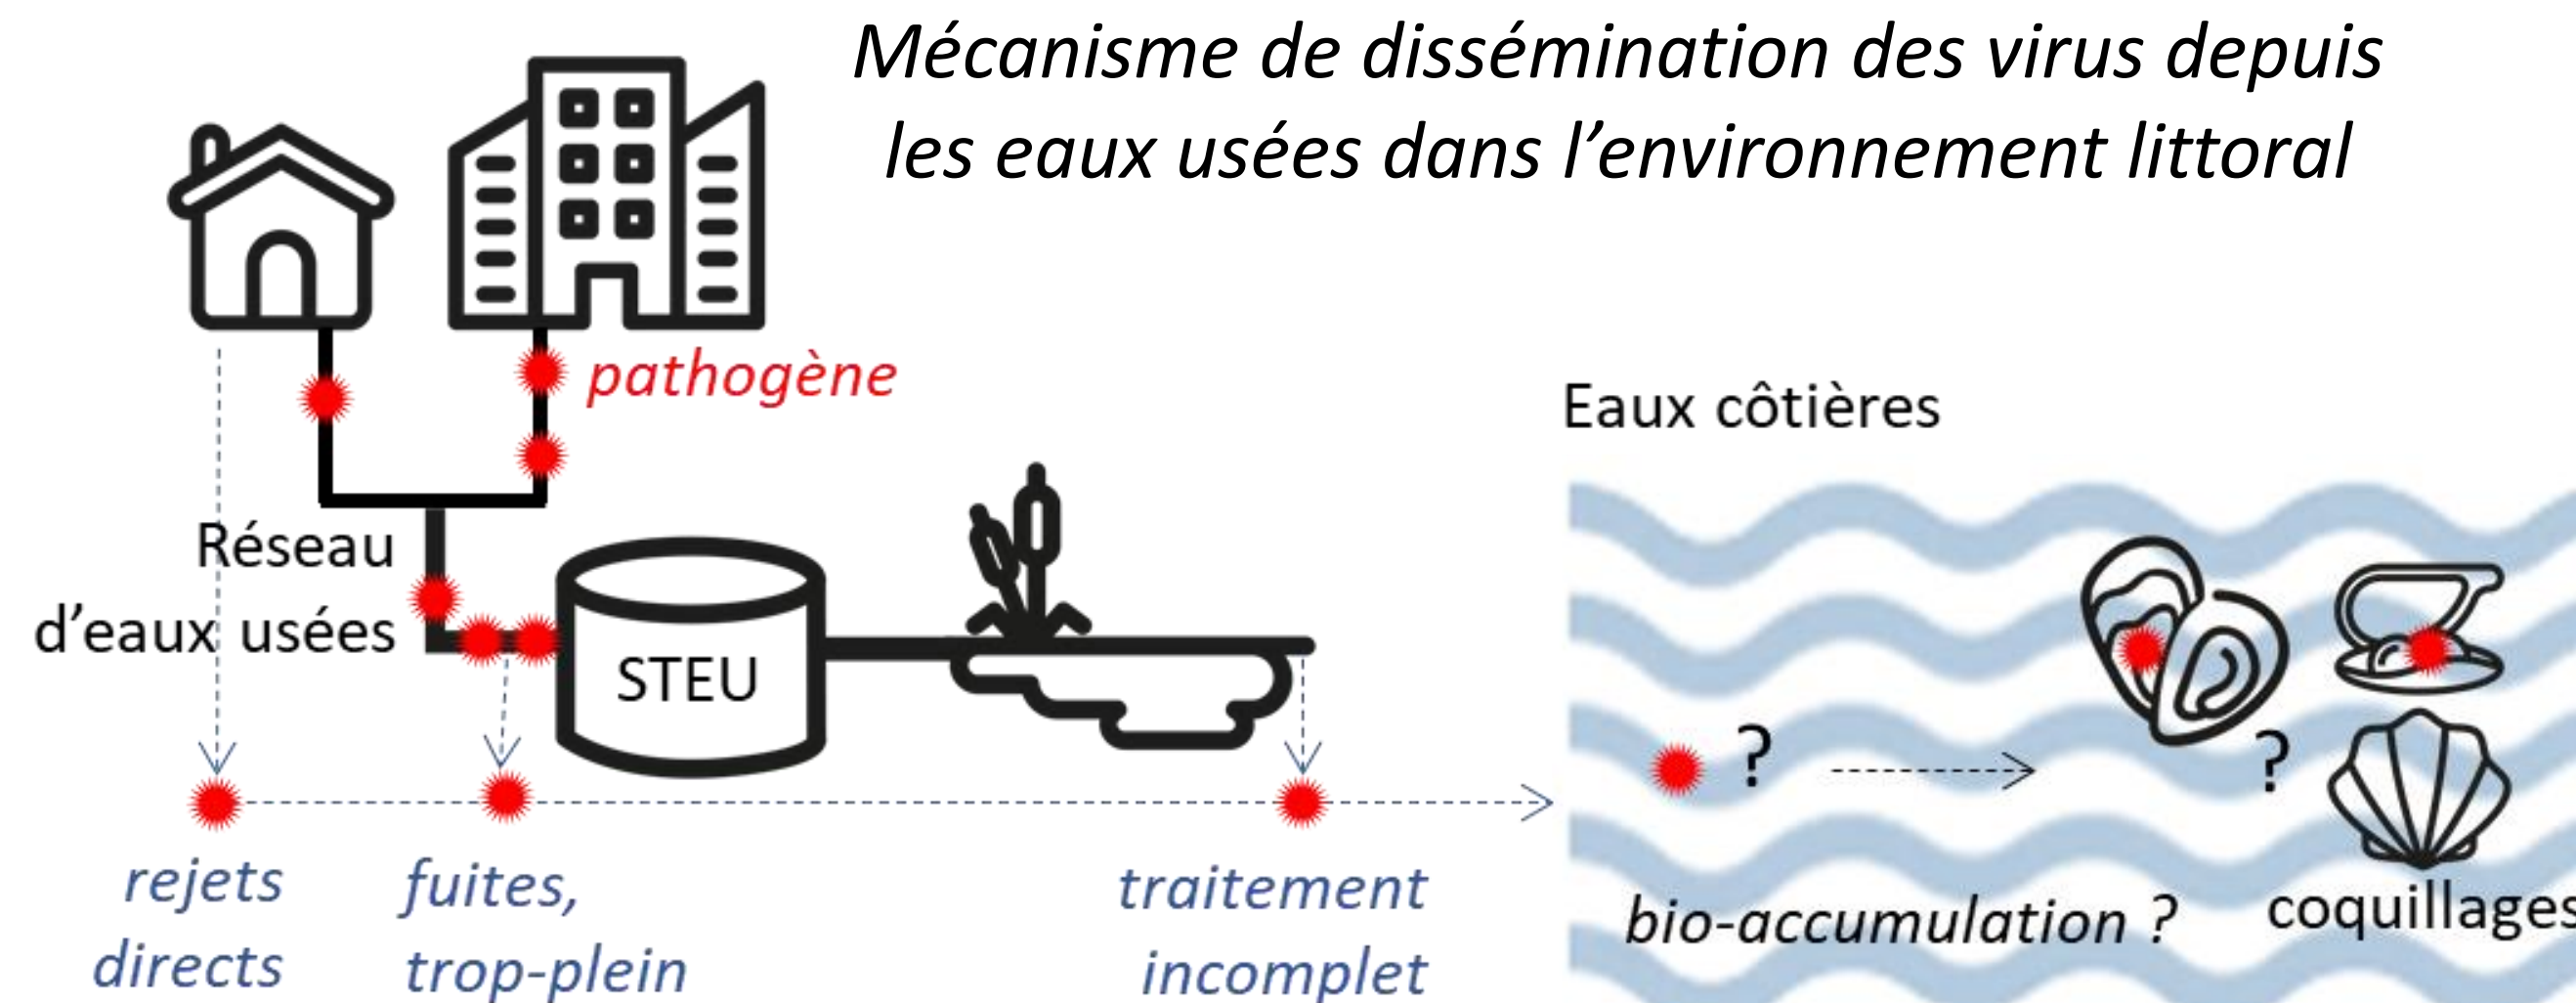 Mécanisme de dissémination des virus depuis
les eaux usées dans l’environnement littoral
pathogène
Réseau
d’eaux usées
STEU
rejets
directs
fuites,
trop-plein
traitement
incomplet
Eaux côtières
?
?
bio-accumulation ?
coquillages